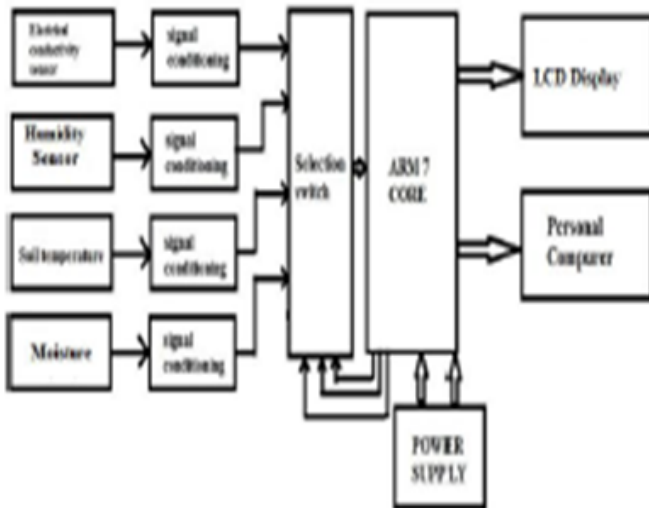 Electrical
conductivity
sensor
signal
conditioning
Humidity
Sensor
signal
conditioning
Soil temperature
signal
conditioning
Moisture
signal
conditioning
Selection
switch
ARM 7
CORE
LCD Display
Personal
Computer
POWER
SUPPLY